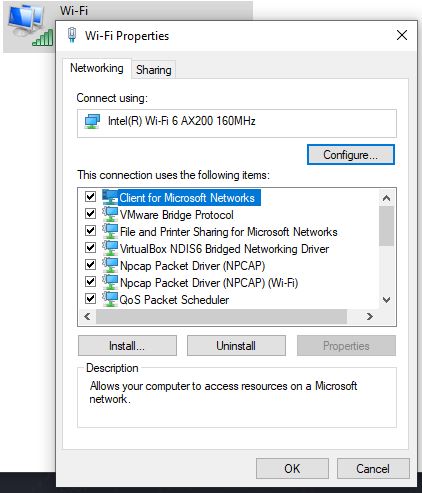 Wi-Fi
Wi-Fi Properties
Networking
Sharing
Connect using:
Intel(R) Wi-Fi 6 AX200 160MHz
Configure...
This connection uses the following items:
Client for Microsoft Networks
VMware Bridge Protocol
File and Printer Sharing for Microsoft Networks
VirtualBox NDIS6 Bridged Networking Driver
Npcap Packet Driver (NPCAP)
Npcap Packet Driver (NPCAP) (Wi-Fi)
QoS Packet Scheduler
Install...
Uninstall
Properties
Description
Allows your computer to access resources on a Microsoft
network.
OK
Cancel